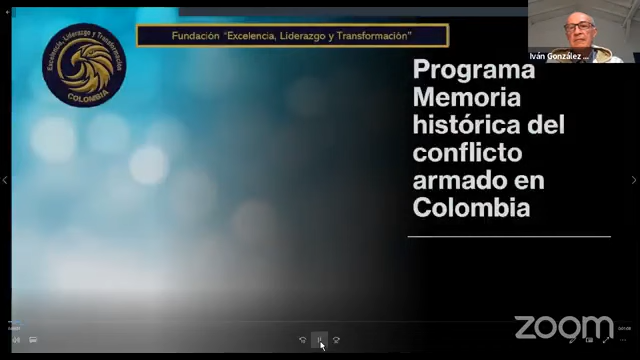 Fundación "Excelencia, Liderazgo y Transformación"
Excelencia, Liderazgo y Transformación
COLOMBIA
Iván González ...
Programa
Memoria
histórica del
conflicto
armado en
Colombia
zoom